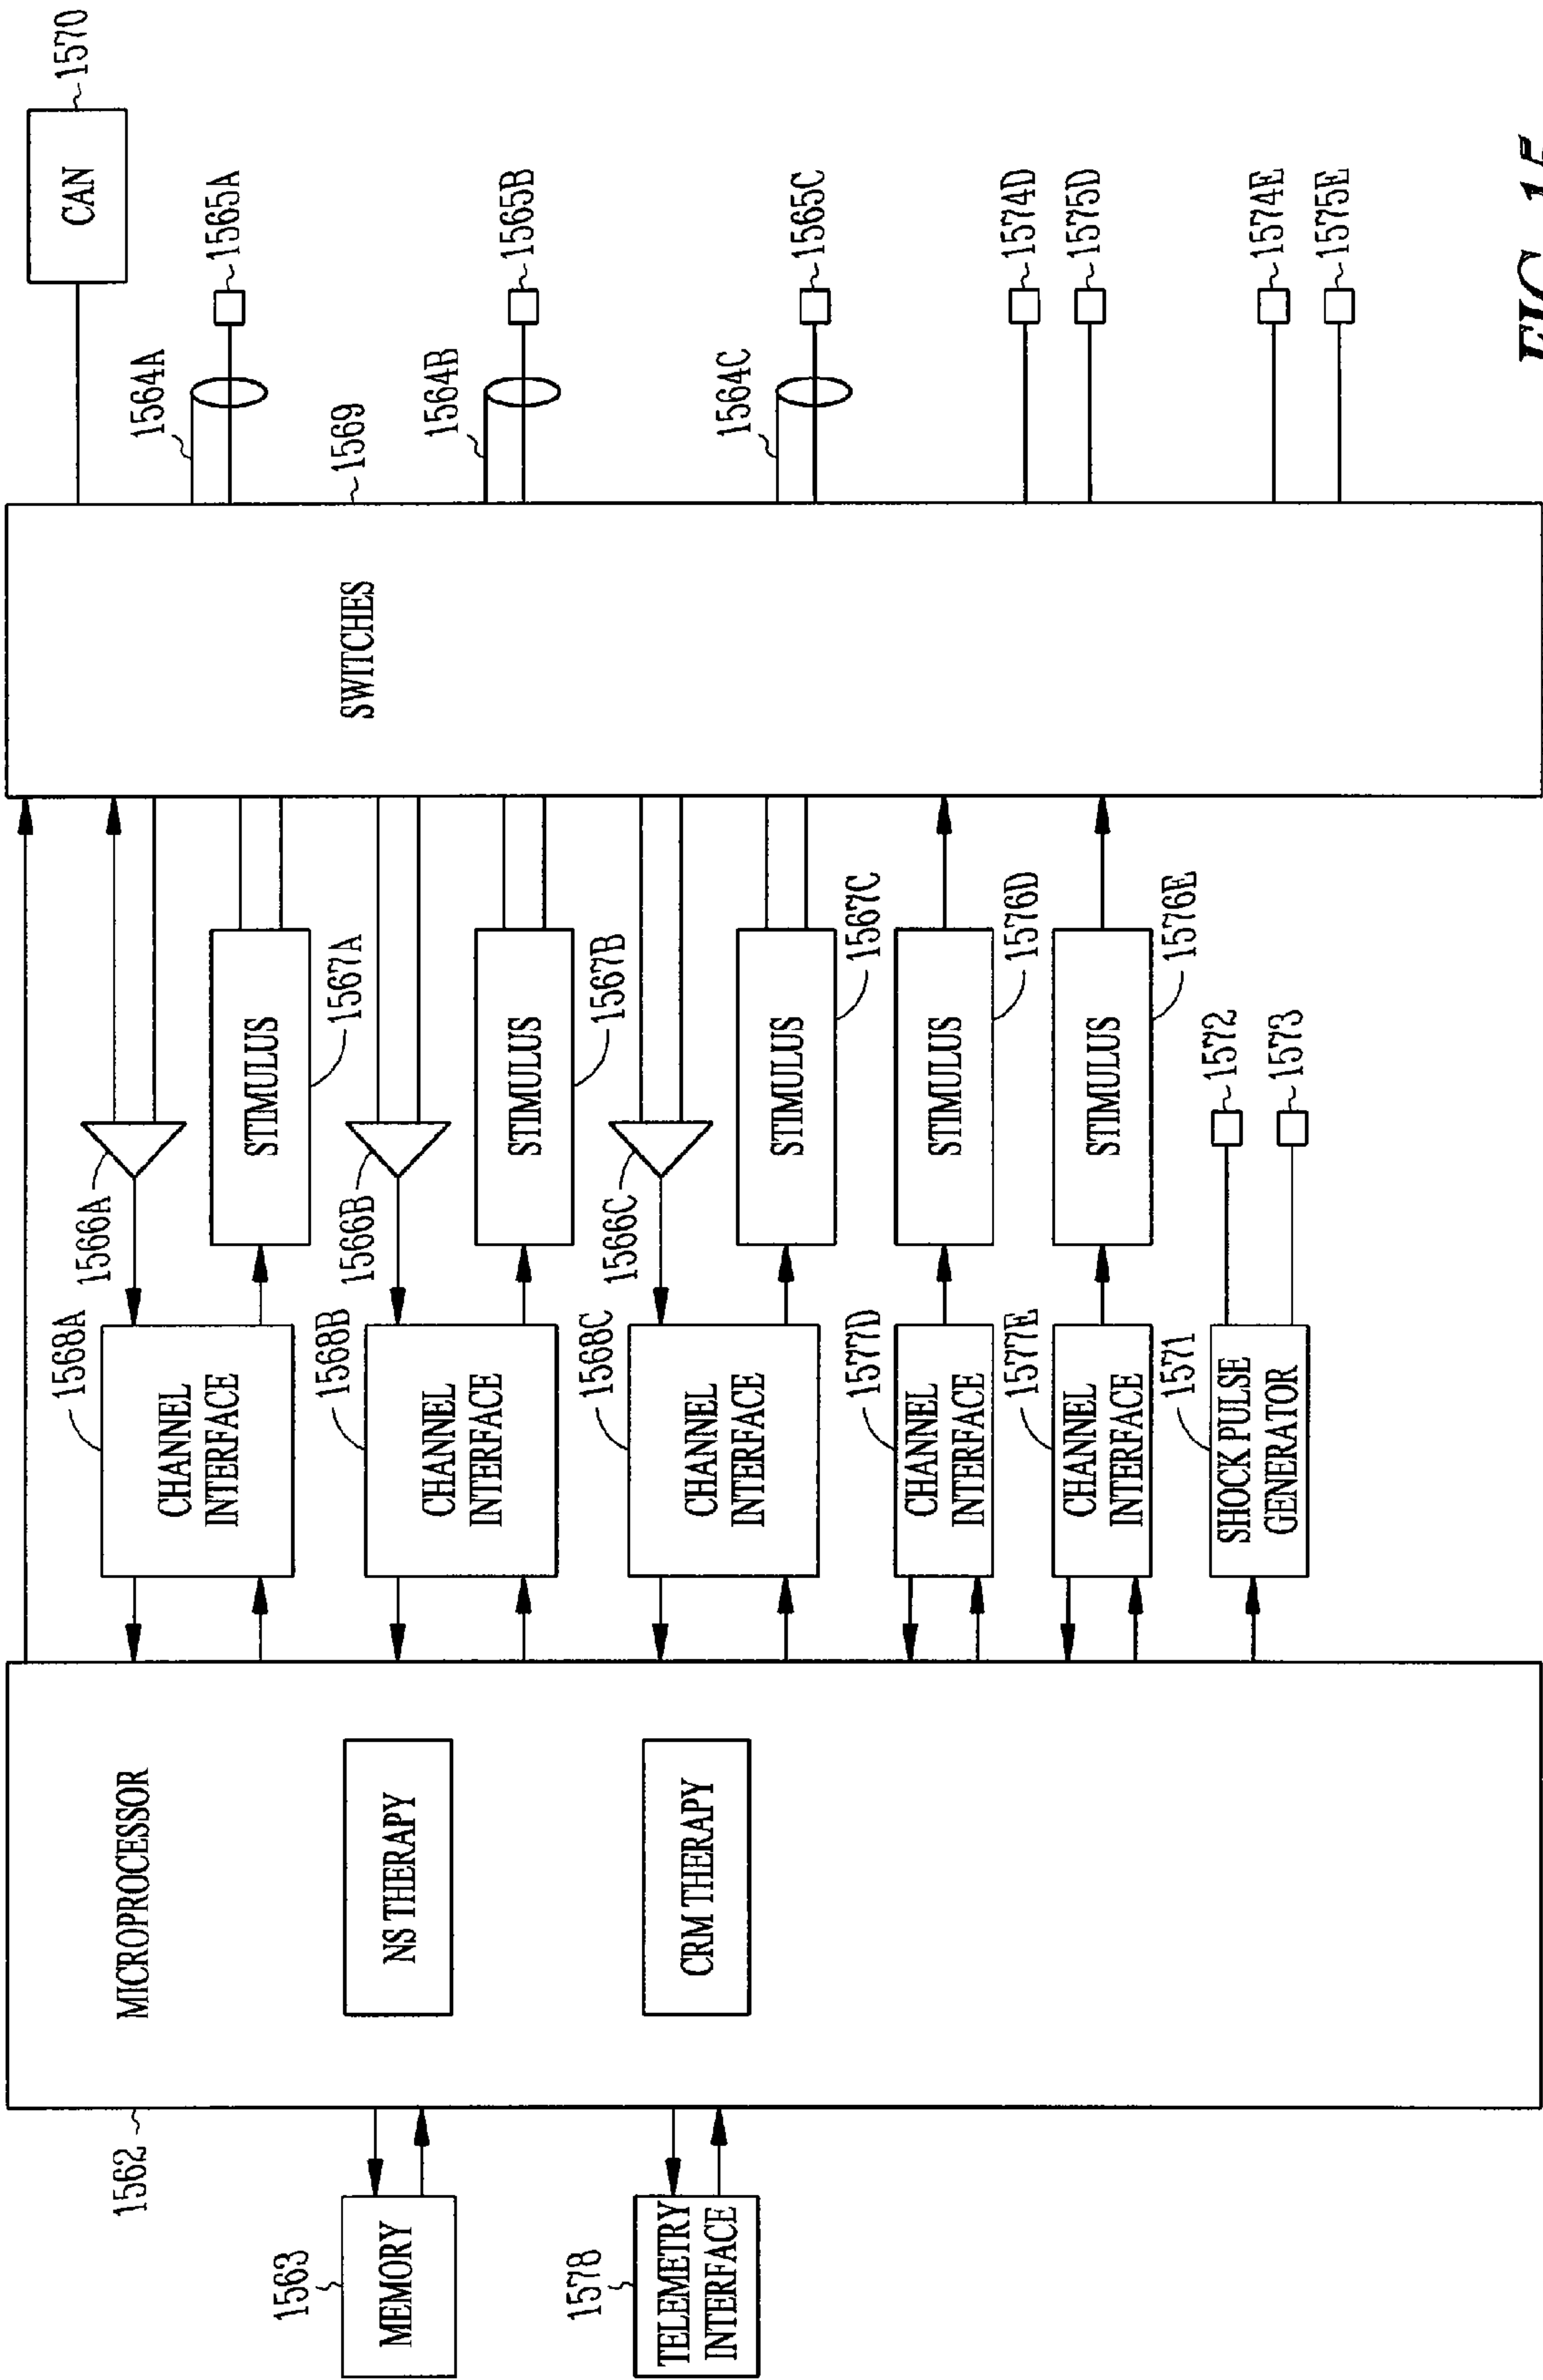 1570
CAN
1564A
1565A
1569
1564B
1565B
1564C
1565C
1574D
1575D
1574E
1575E
SWITCHES
1566A
STIMULUS
1567A
1568A
CHANNEL
INTERFACE
1566B
STIMULUS
1567B
1568B
CHANNEL
INTERFACE
1566C
STIMULUS
1567C
1568C
CHANNEL
INTERFACE
STIMULUS
1576D
1577D
CHANNEL
INTERFACE
STIMULUS
1576E
1577E
CHANNEL
INTERFACE
1571
SHOCK PULSE
GENERATOR
1572
1573
MICROPROCESSOR
NS THERAPY
CRM THERAPY
1562
1563
MEMORY
1578
TELEMETRY
INTERFACE
FIG. 15